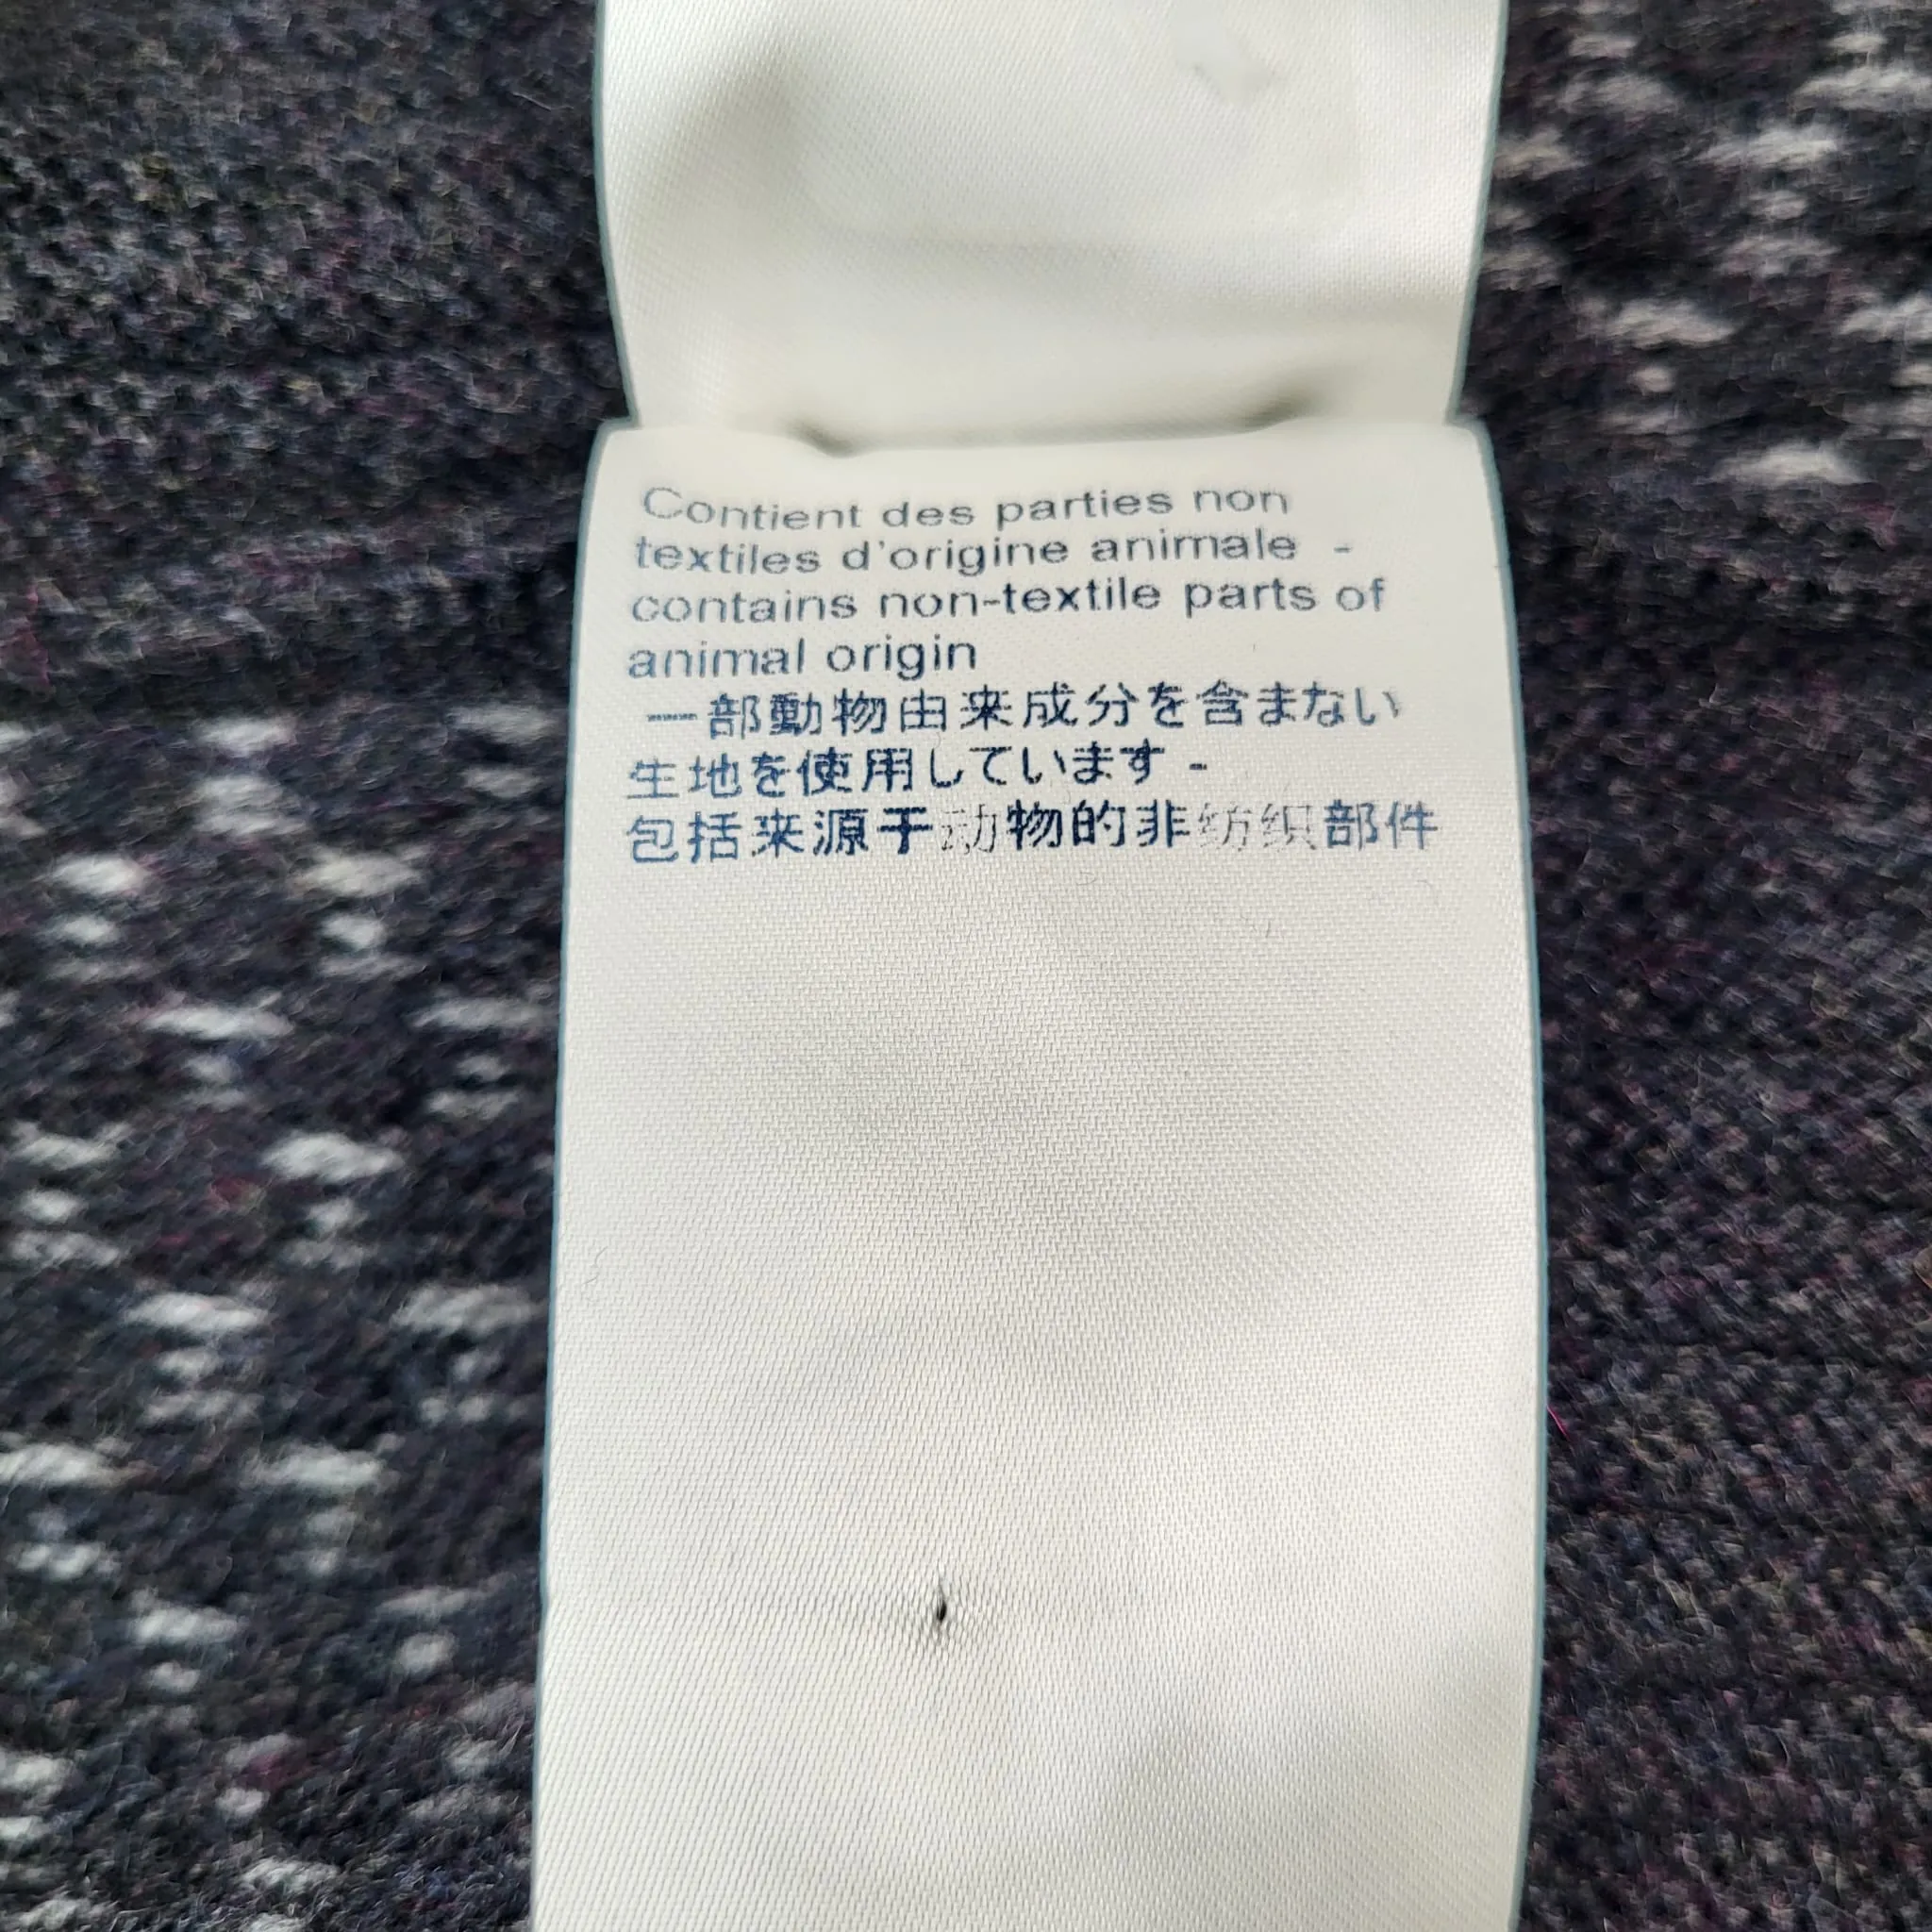 Contient des parties non
textiles d'origine animale -
contains non-textile parts of
animal origin
一部動物由来成分を含まない
生地を使用しています -
包括来源于动物的非纺织部件